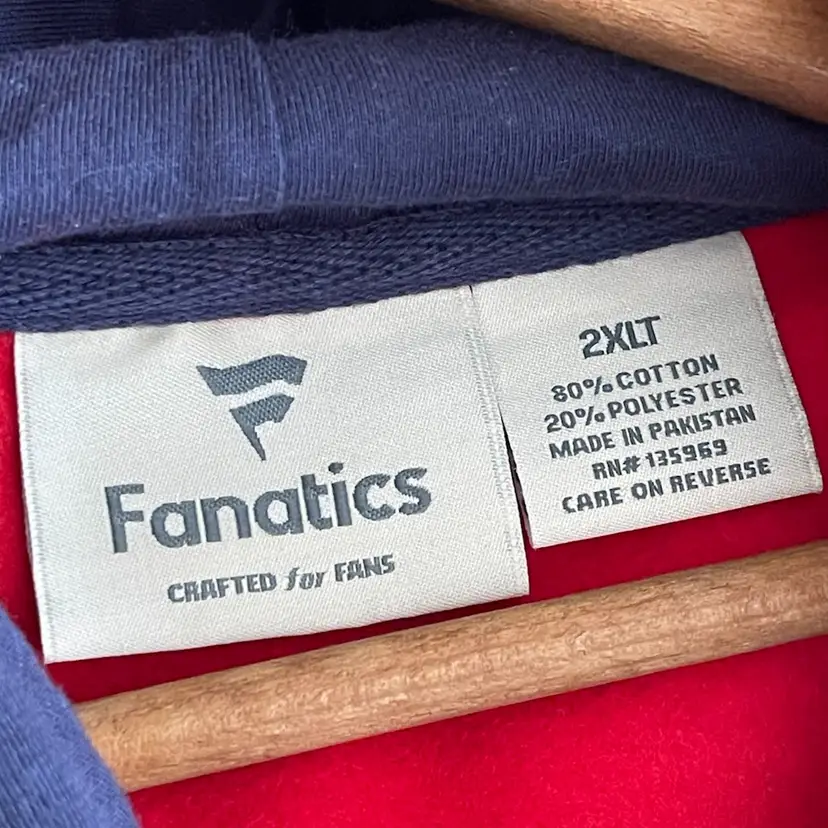 Fanatics
CRAFTED for FANS
2XLT
80% COTTON
20% POLYESTER
MADE IN PAKISTAN
RN# 135969
CARE ON REVERSE